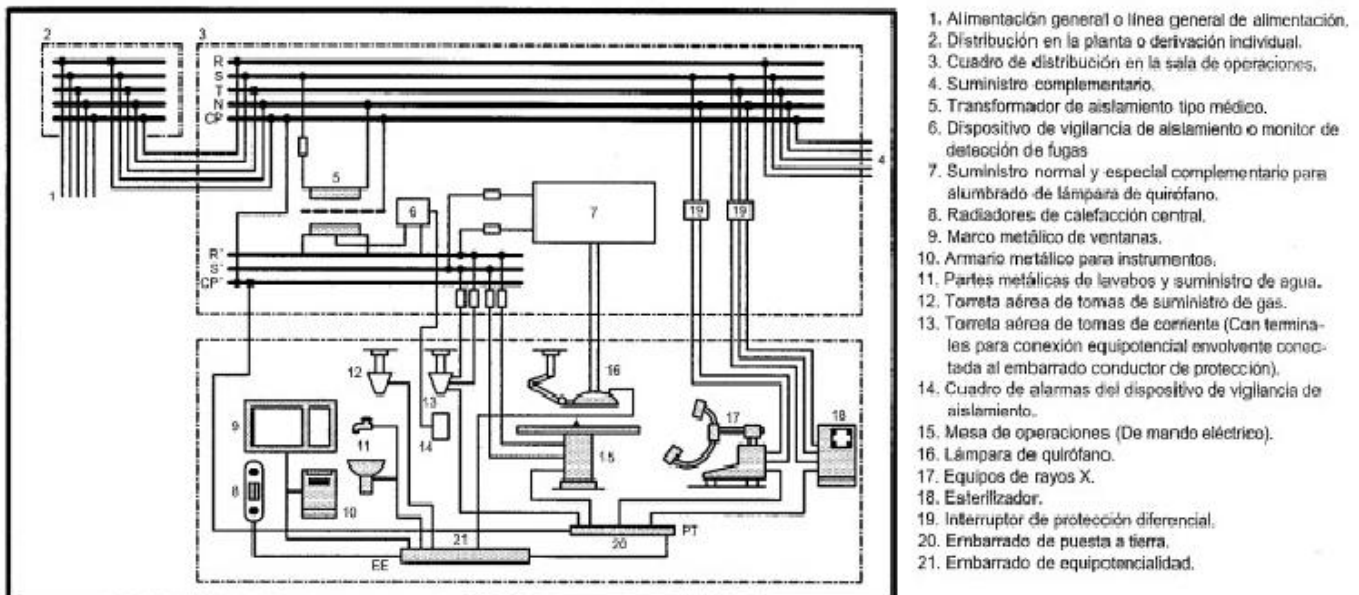 2
3
R
S
T
N
CP
1
4
5
6
7
19
19
R'
S'
CP'
12
13
16
9
11
14
17
18
15
8
10
21
20
PT
EE
1. Alimentación general o línea general de alimentación.
2. Distribución en la planta o derivación individual.
3. Cuadro de distribución en la sala de operaciones.
4. Suministro complementario.
5. Transformador de aislamiento tipo médico.
6. Dispositivo de vigilancia de aislamiento o monitor de
detección de fugas
7. Suministro normal y especial complementario para
alumbrado de lámpara de quirófano.
8. Radiadores de calefacción central.
9. Marco metálico de ventanas.
10. Armario metálico para instrumentos.
11. Partes metálicas de lavabos y suministro de agua.
12. Torreta aérea de tomas de suministro de gas.
13. Torreta aérea de tomas de corriente (Con termina-
les para conexión equipotencial envolvente conec-
tada al embarrado conductor de protección).
14. Cuadro de alarmas del dispositivo de vigilancia de
aislamiento.
15. Mesa de operaciones (De mando eléctrico).
16. Lámpara de quirófano.
17. Equipos de rayos X.
18. Esterilizador.
19. Interruptor de protección diferencial.
20. Embarrado de puesta a tierra.
21. Embarrado de equipotencialidad.